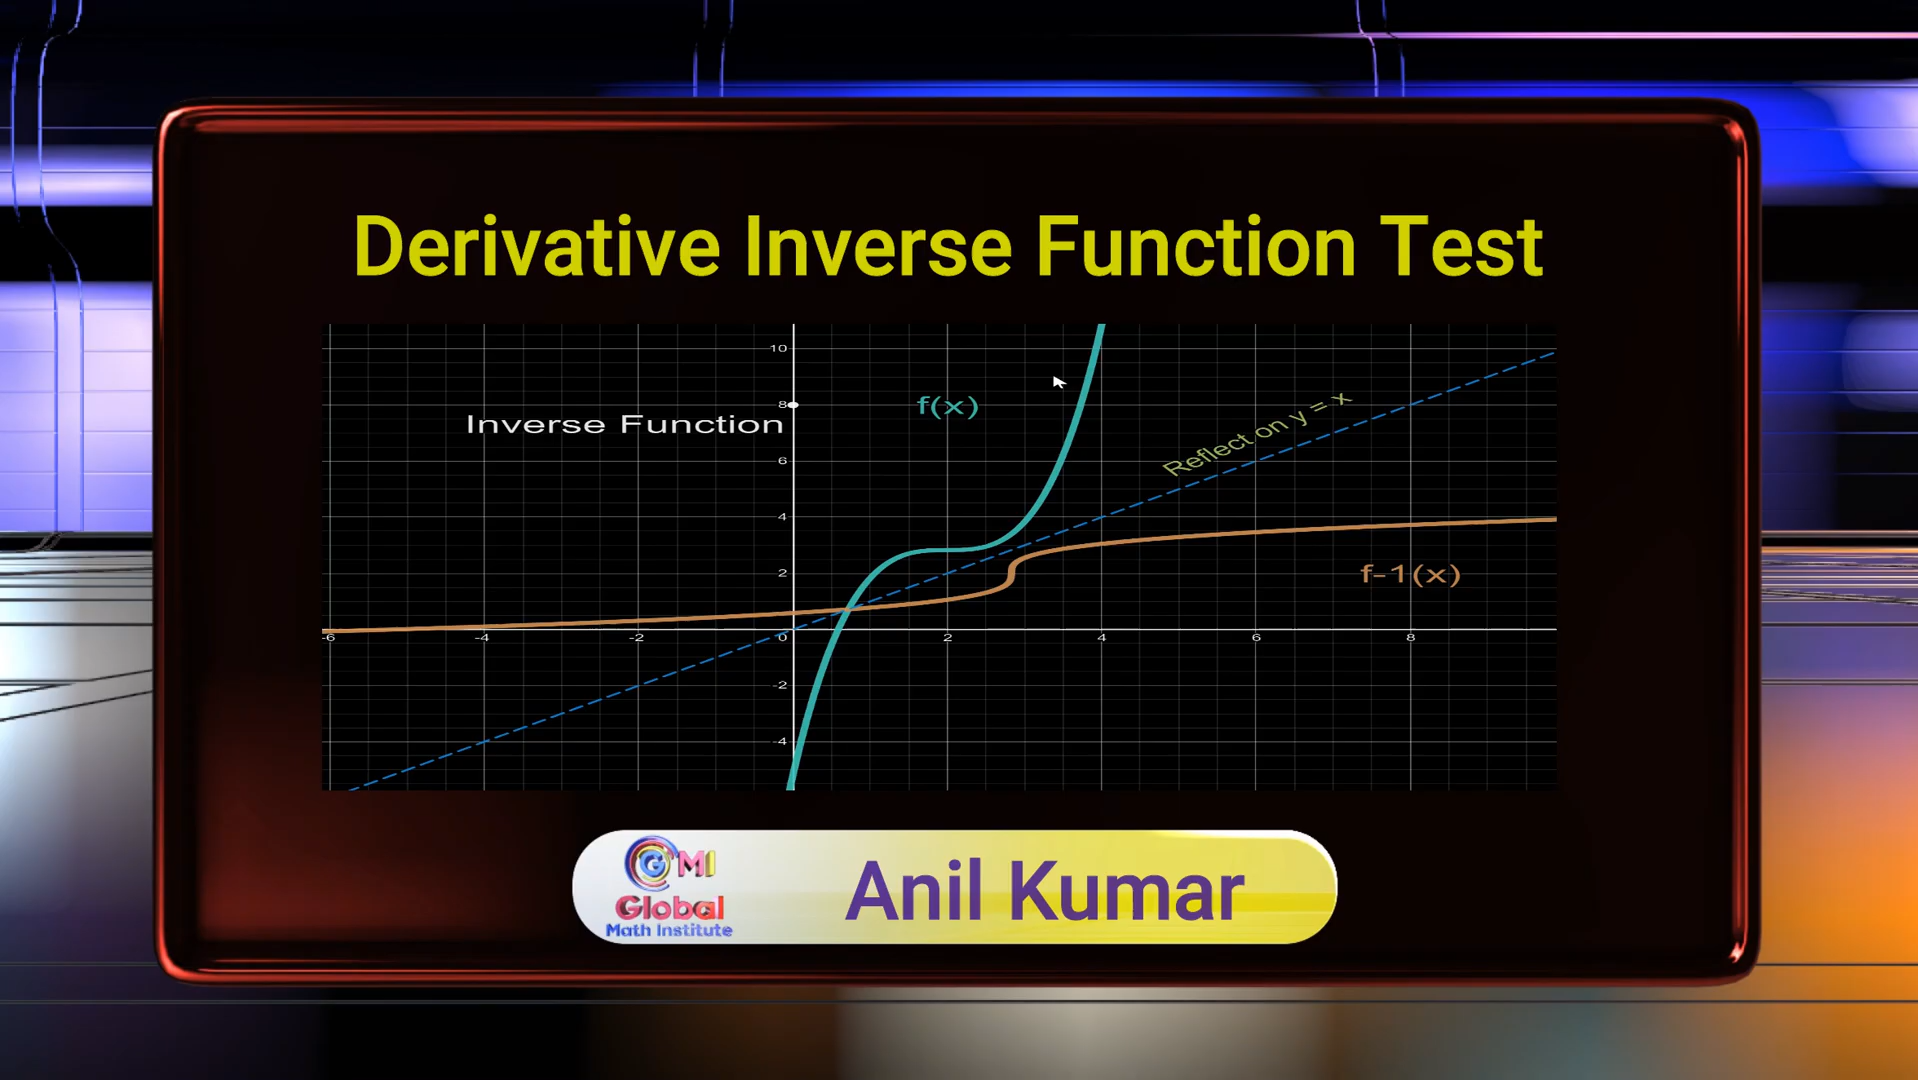 Derivative Inverse Function Test
10
8
Inverse Function
f(x)
Reflect on y = x
6
4
2
f-1(x)
-6 -4 -2 0 2 4 6 8
-2
-4
GMI
Global
Math Institute
Anil Kumar